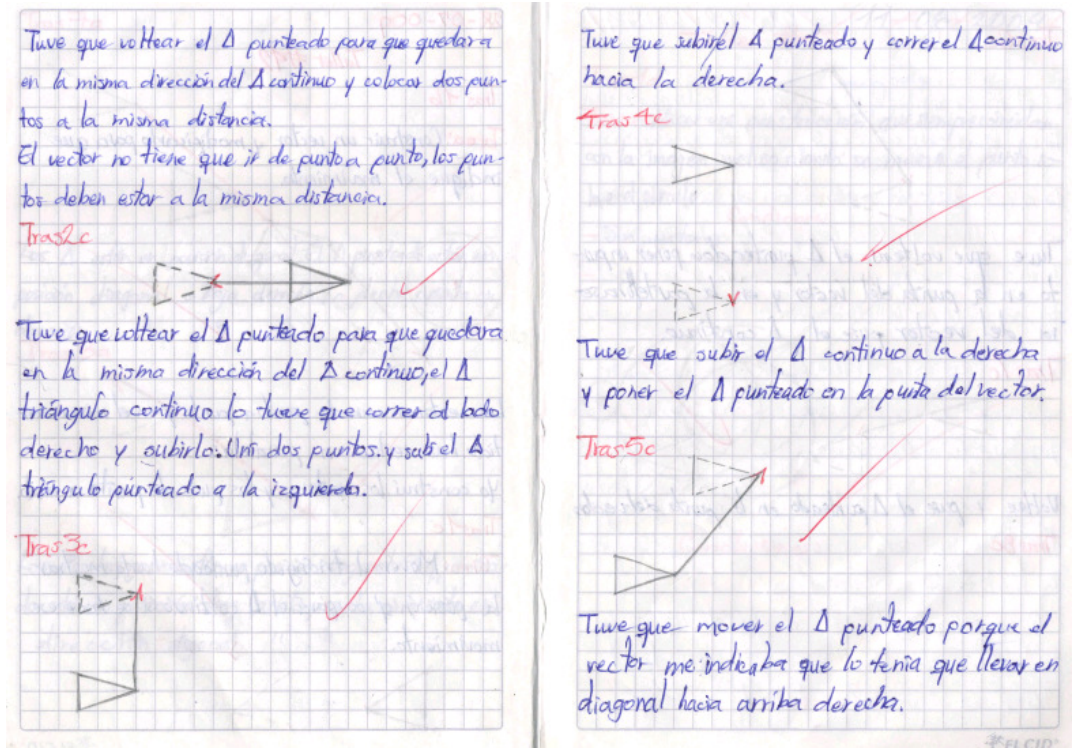 Tuve que voltear el Δ punteado para que quedara
en la misma dirección del Δ continuo y colocar dos pun-
tos a la misma distancia.
El vector no tiene que ir de punto a punto, los pun-
tos deben estar a la misma distancia.
Tras2c
Tuve que voltear el Δ punteado para que quedara
en la misma dirección del Δ continuo, el Δ
triángulo continuo lo tuve que correr al lado
derecho y subirlo. Uní dos puntos. y subí el Δ
triángulo punteado a la izquierda.
Tras3c
Tuve que subir el Δ punteado y correr el Δ continuo
hacia la derecha.
Tras4c
Tuve que subir el Δ continuo a la derecha
y poner el Δ punteado en la punta del vector.
Tras5c
Tuve que mover el Δ punteado porque el
vector me indicaba que lo tenía que llevar en
diagonal hacia arriba derecha.